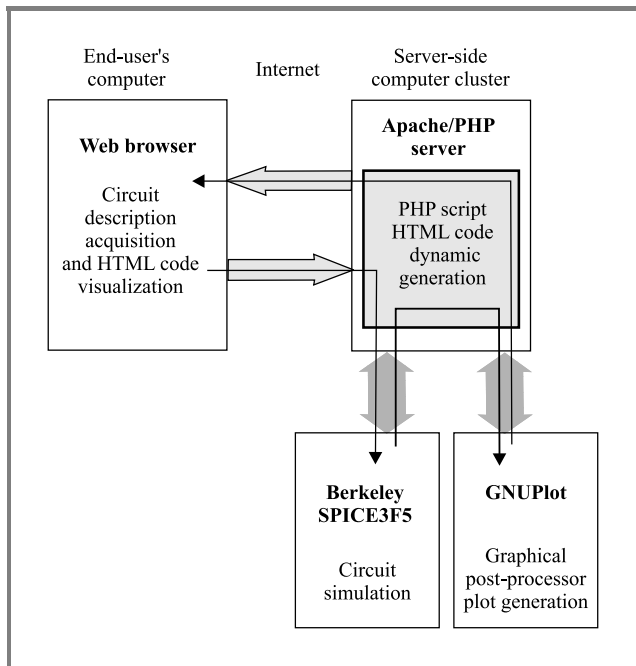 End-user's
computer
Internet
Server-side
computer cluster
Web browser
Circuit
description
acquisition
and HTML code
visualization
Apache/PHP
server
PHP script
HTML code
dynamic
generation
Berkeley
SPICE3F5
Circuit
simulation
GNUPlot
Graphical
post-processor
plot generation